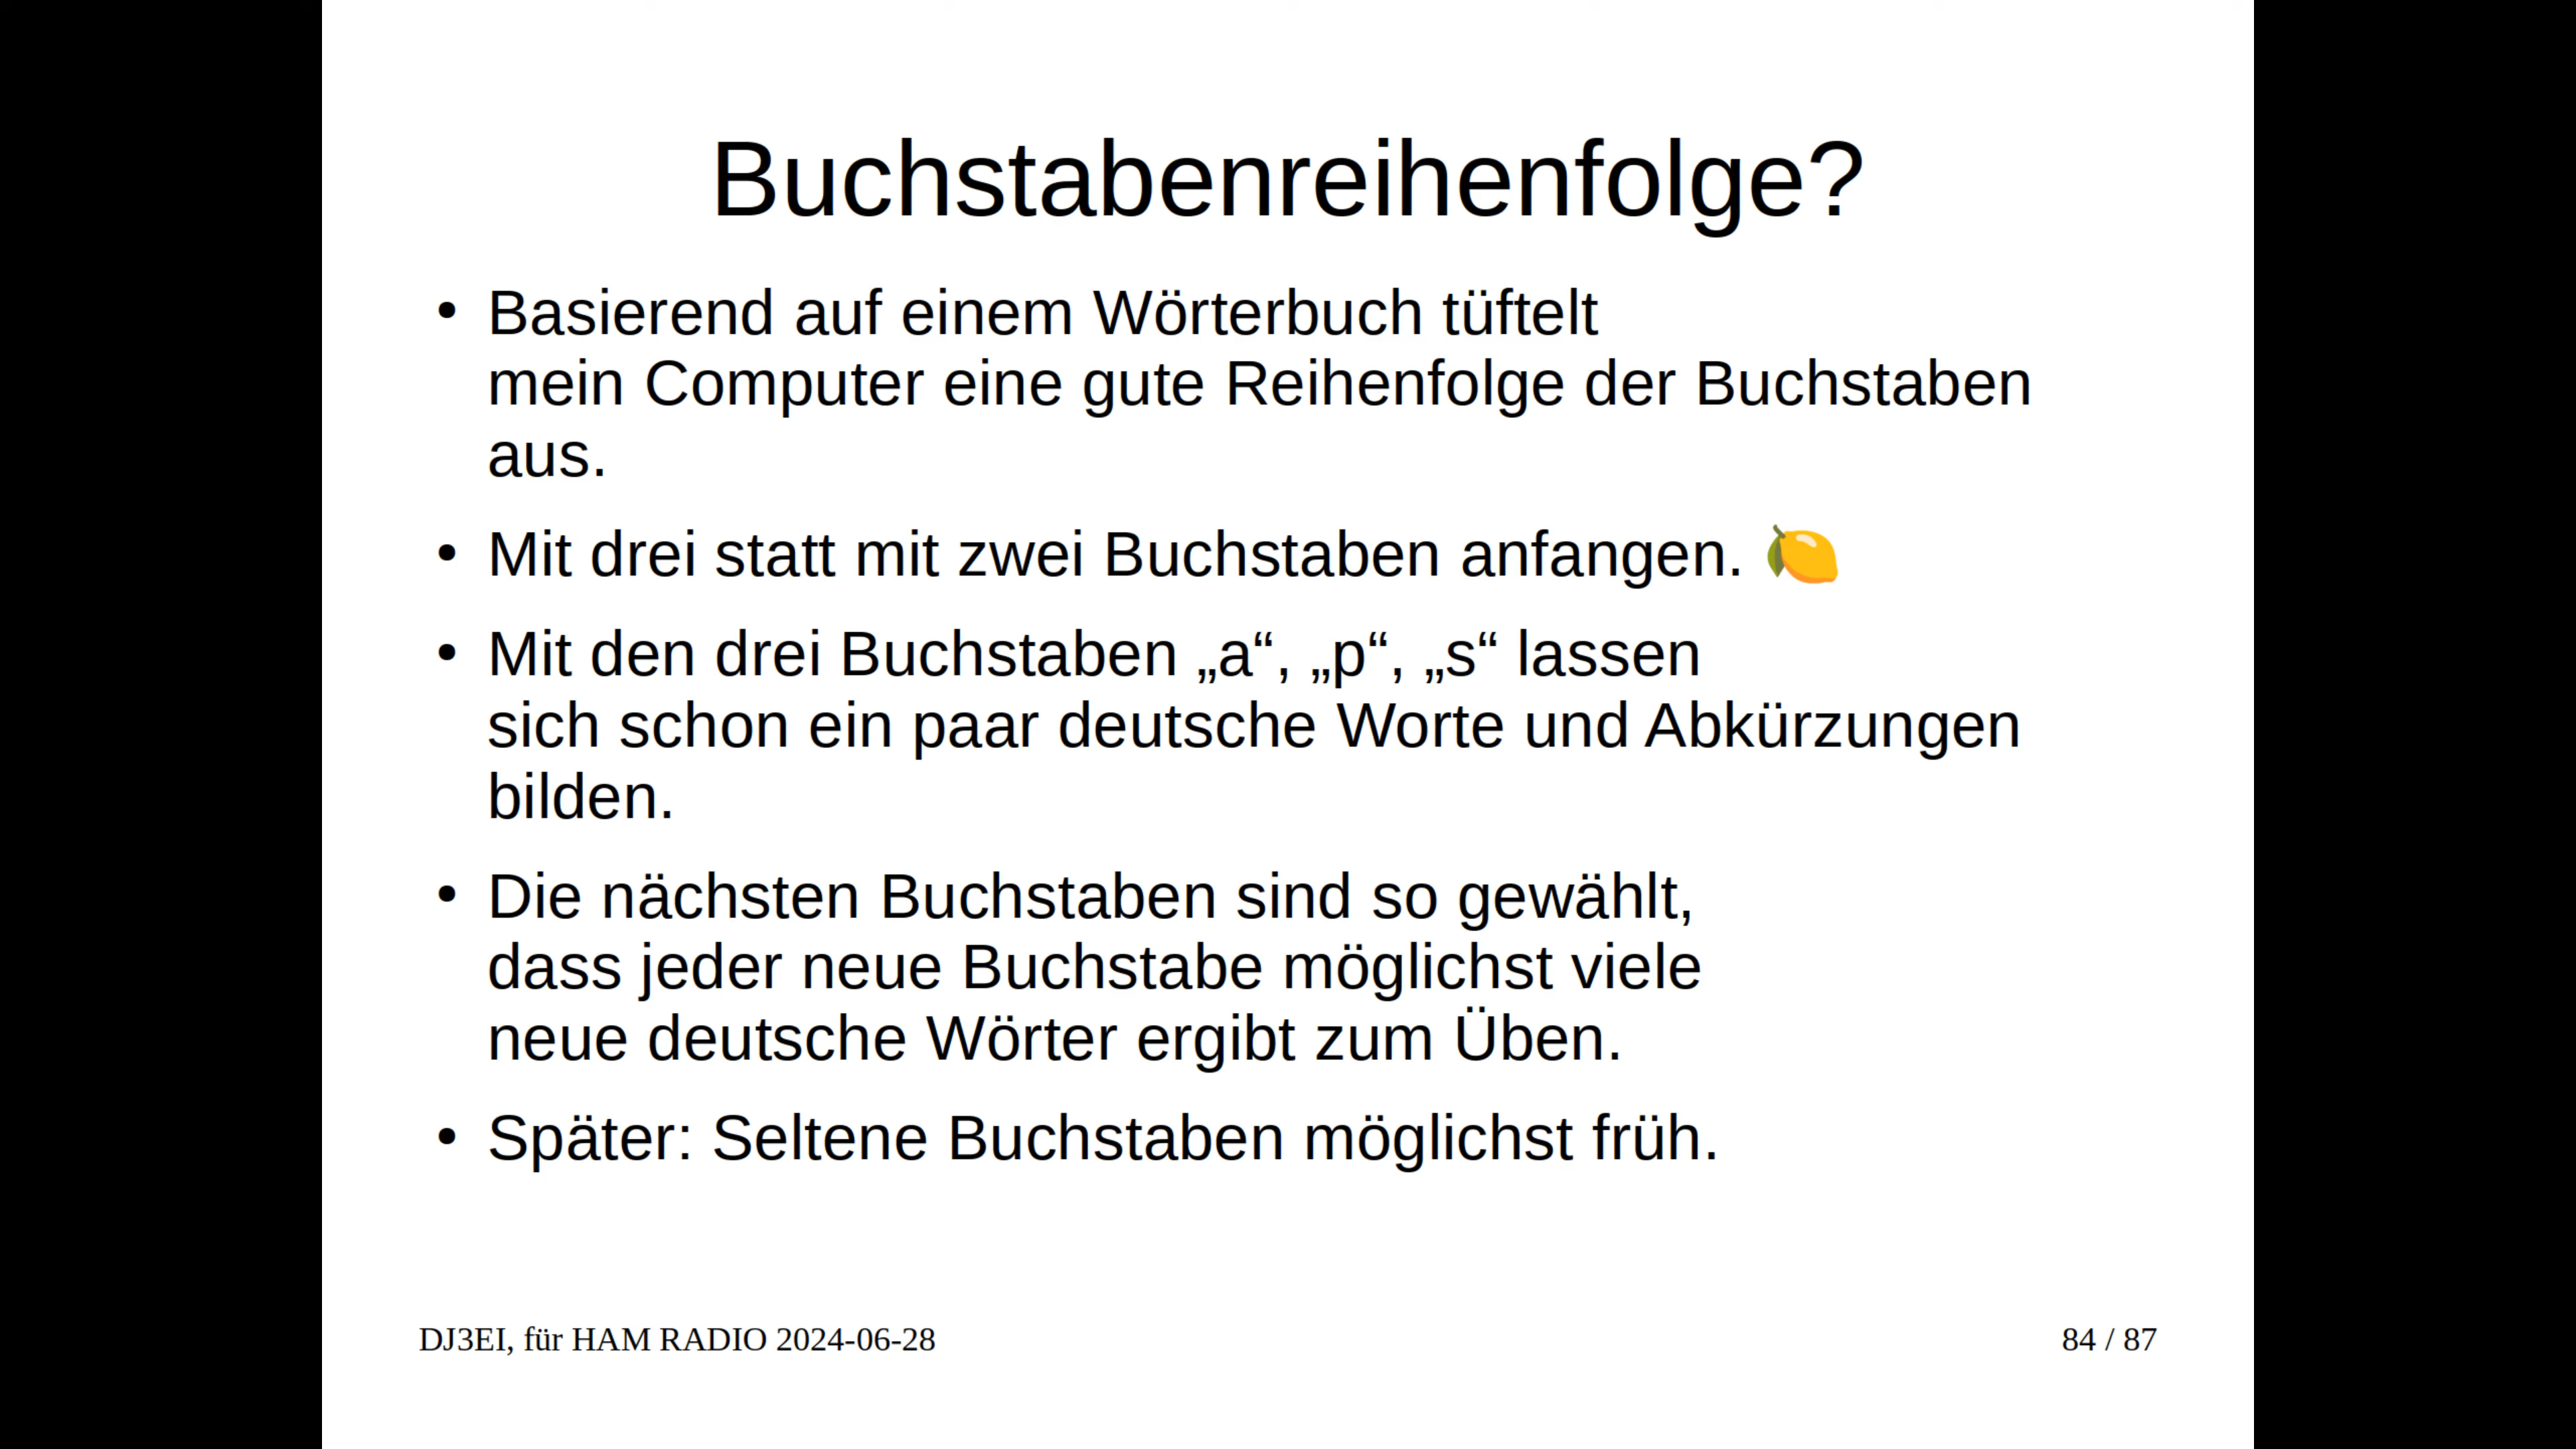 Buchstabenreihenfolge?
• Basierend auf einem Wörterbuch tüftelt
mein Computer eine gute Reihenfolge der Buchstaben
aus.
• Mit drei statt mit zwei Buchstaben anfangen. 🍋
• Mit den drei Buchstaben „a“, „p“, „s“ lassen
sich schon ein paar deutsche Worte und Abkürzungen
bilden.
• Die nächsten Buchstaben sind so gewählt,
dass jeder neue Buchstabe möglichst viele
neue deutsche Wörter ergibt zum Üben.
• Später: Seltene Buchstaben möglichst früh.
DJ3EI, für HAM RADIO 2024-06-28
84 / 87